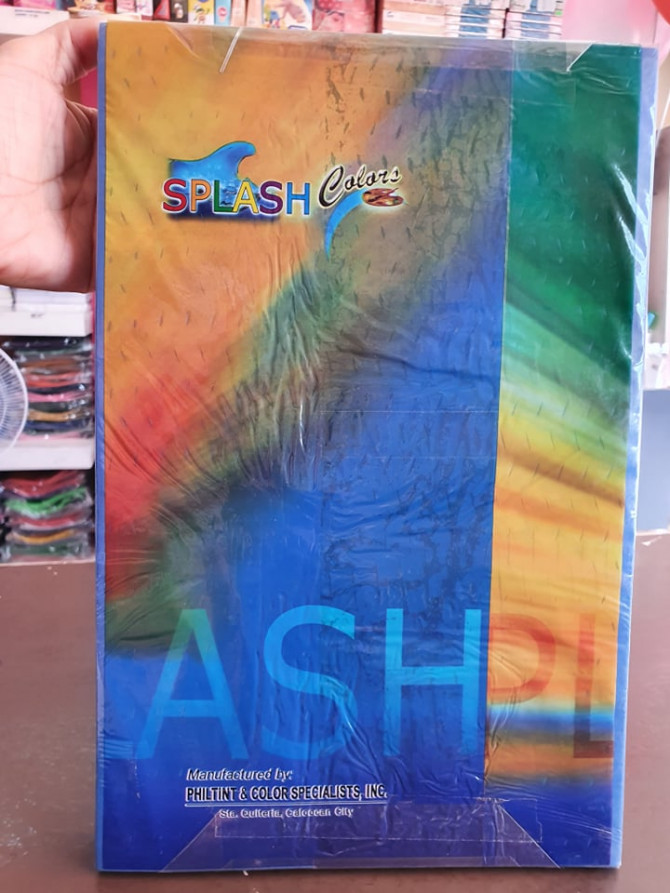 SPLASH Colors
ASHPL
Manufactured by:
PHILTINT & COLOR SPECIALISTS, INC.
Sta. Quiteria, Caloocan City